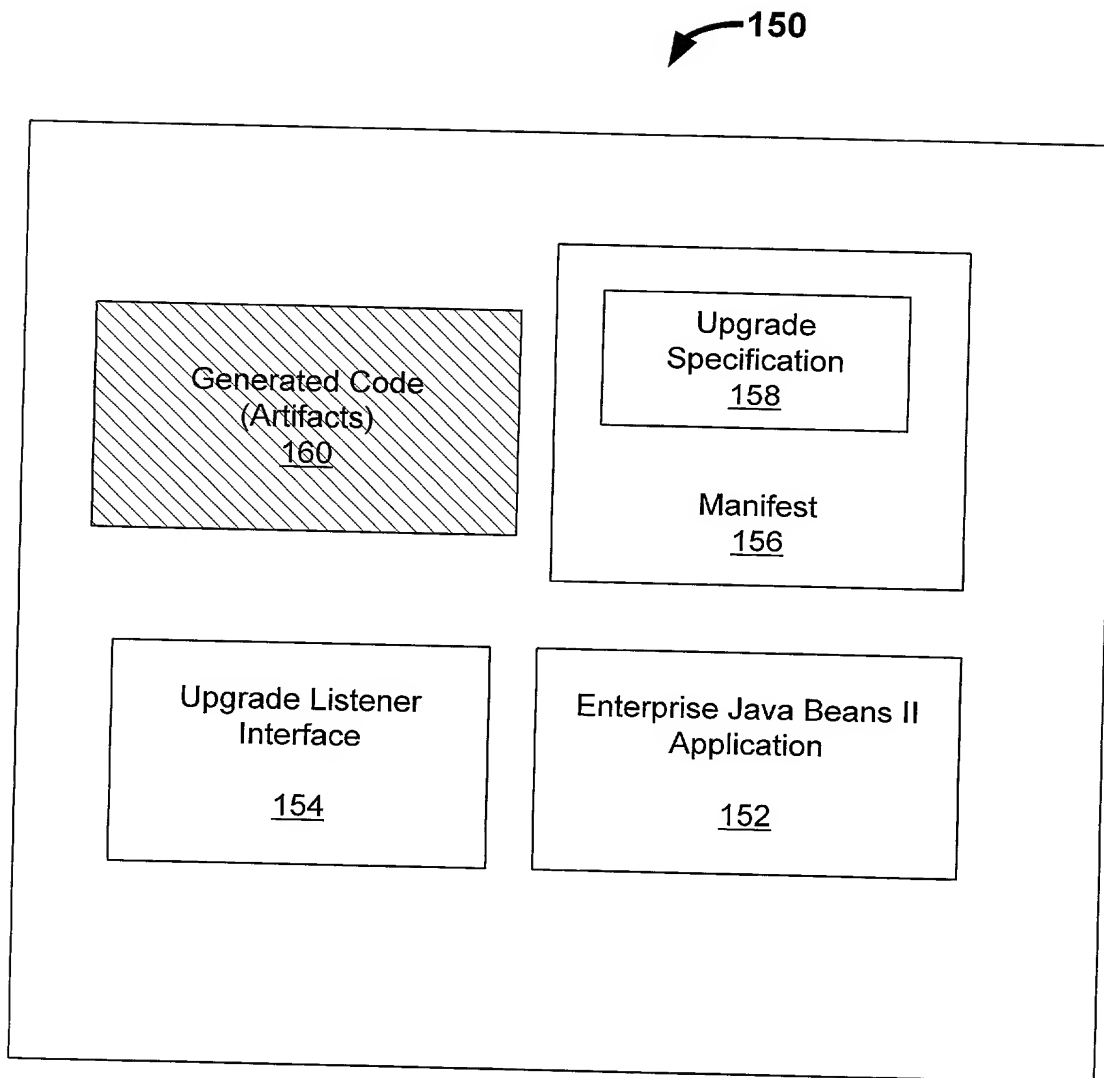 150
Generated Code
(Artifacts)
160
Upgrade
Specification
158
Manifest
156
Upgrade Listener
Interface
154
Enterprise Java Beans II
Application
152